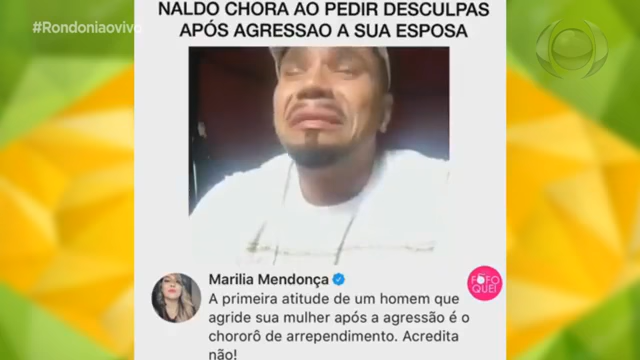 #Rondoniaovivo
NALDO CHORA AO PEDIR DESCULPAS
APÓS AGRESSAO A SUA ESPOSA
Marilia Mendonça
FOFO
QUEI
A primeira atitude de um homem que
agride sua mulher após a agressão é o
chororô de arrependimento. Acredita
não!